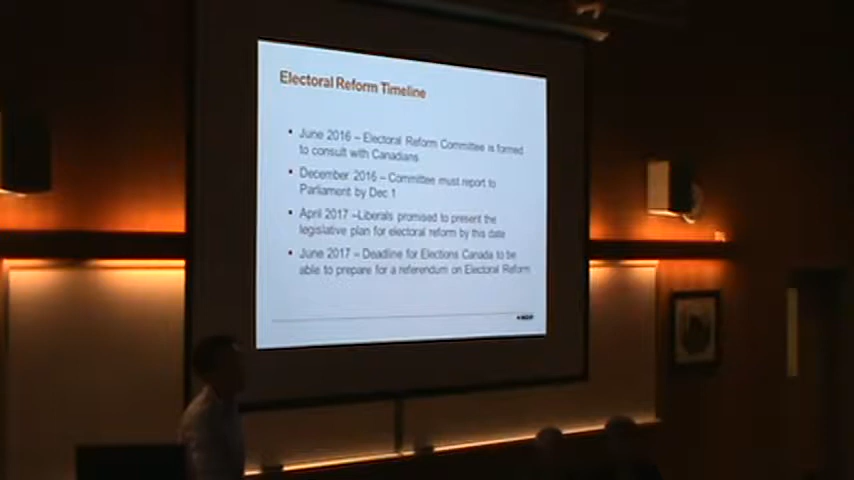 Electoral Reform Timeline
• June 2016 – Electoral Reform Committee is formed
to consult with Canadians
• December 2016 – Committee must report to
Parliament by Dec 1
• April 2017 –Liberals promised to present the
legislative plan for electoral reform by this date
• June 2017 – Deadline for Elections Canada to be
able to prepare for a referendum on Electoral Reform
NDP